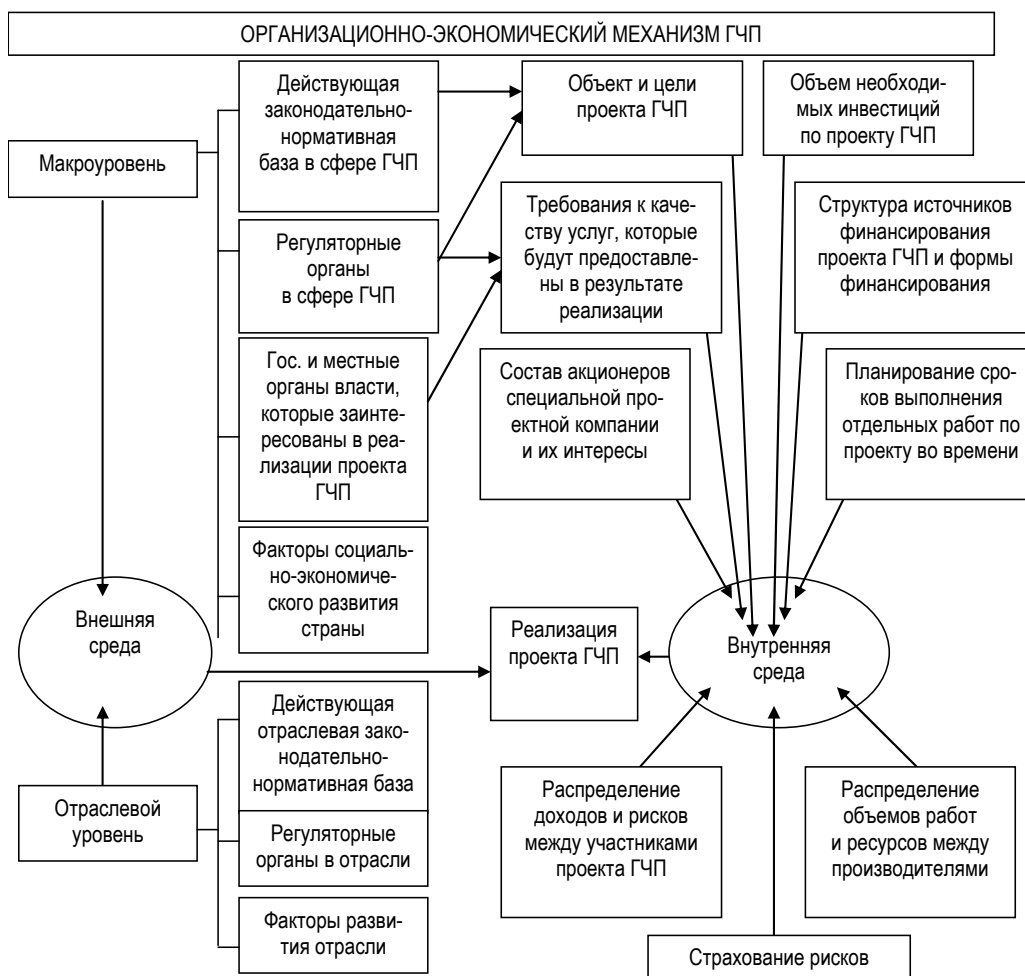 ОРГАНИЗАЦИОННО-ЭКОНОМИЧЕСКИЙ МЕХАНИЗМ ГЧП
Макроуровень
Действующая
законодательно-
нормативная
база в сфере ГЧП
Регуляторные
органы
в сфере ГЧП
Гос. и местные
органы власти,
которые заинте-
ресованы в реа-
лизации проекта
ГЧП
Факторы социаль-
но-экономиче-
ского развития
страны
Внешняя
среда
Отраслевой
уровень
Действующая
отраслевая зако-
нодательно-
нормативная база
Регуляторные
органы в отрасли
Факторы разви-
тия отрасли
Объект и цели
проекта ГЧП
Объем необходи-
мых инвестиций
по проекту ГЧП
Требования к каче-
ству услуг, которые
будут предоставле-
ны в результате
реализации
Структура источников
финансирования
проекта ГЧП и формы
финансирования
Состав акционеров
специальной про-
ектной компании
и их интересы
Планирование сро-
ков выполнения
отдельных работ по
проекту во времени
Реализация
проекта ГЧП
Внутренняя
среда
Распределение
доходов и рисков
между участниками
проекта ГЧП
Распределение
объемов работ
и ресурсов между
производителями
Страхование рисков